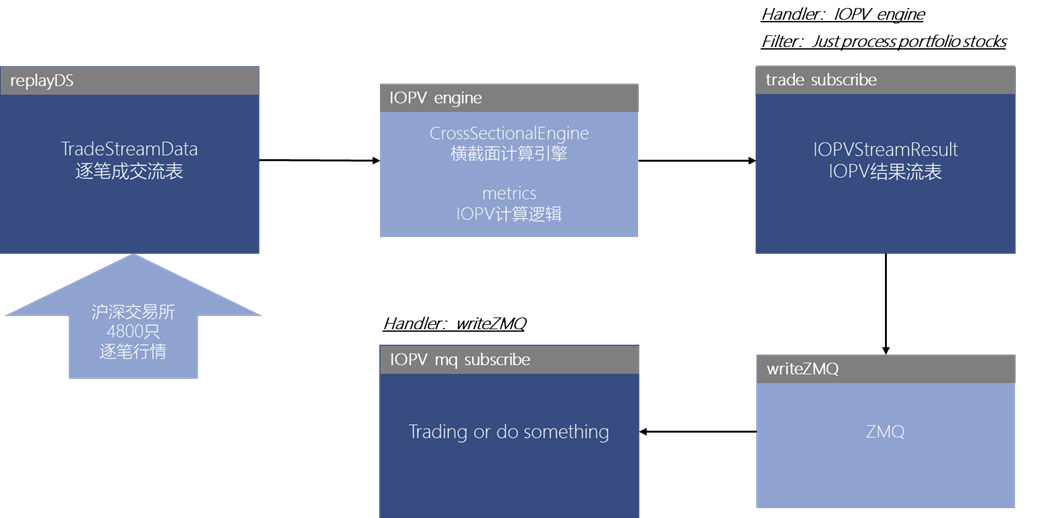 Handler：IOPV engine
Filter：Just process portfolio stocks
replayDS
TradeStreamData
逐笔成交流表
沪深交易所
4800只
逐笔行情
IOPV engine
CrossSectionalEngine
横截面计算引擎
metrics
IOPV计算逻辑
trade subscribe
IOPVStreamResult
IOPV结果流表
Handler：writeZMQ
IOPV mq subscribe
Trading or do something
writeZMQ
ZMQ